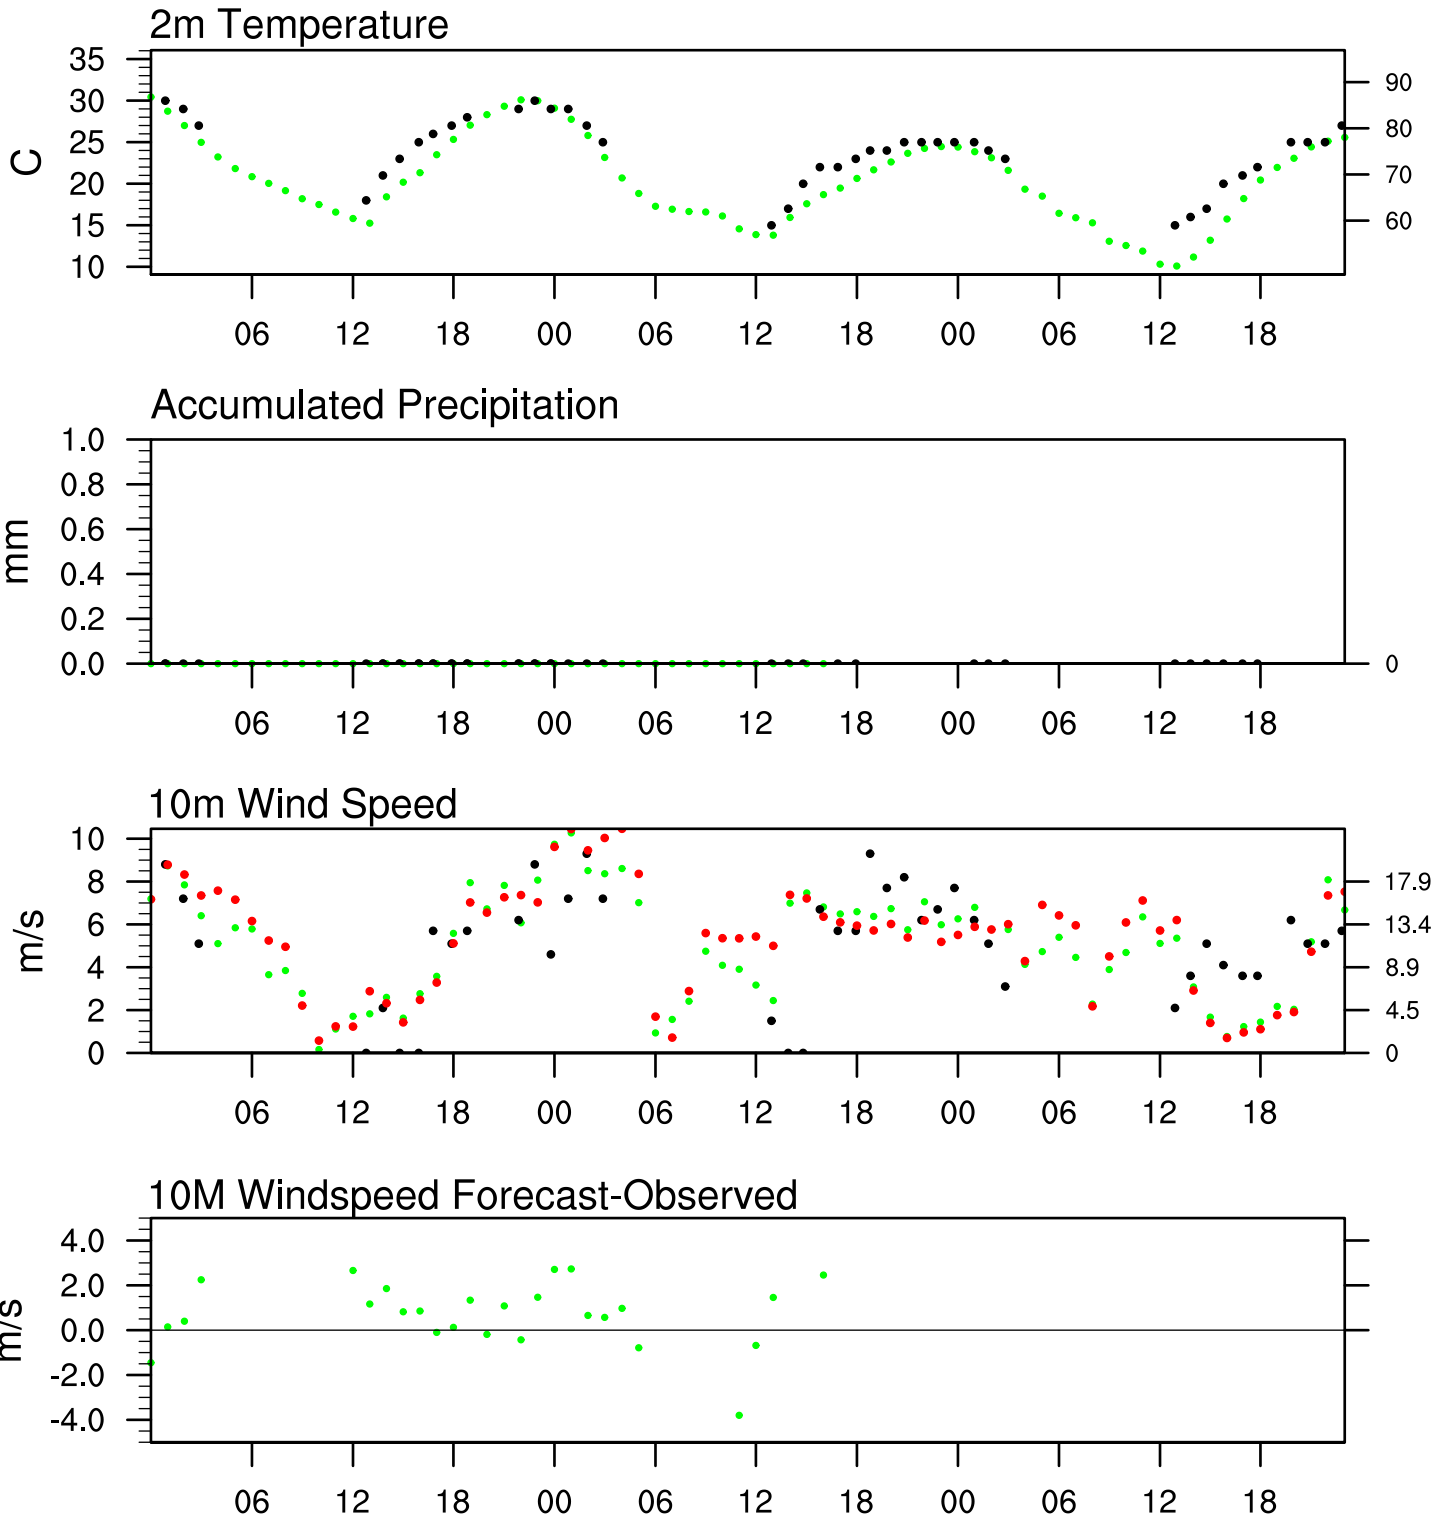 2m Temperature
35
30
25
20
15
10
C
90
80
70
60
06 12 18 00 06 12 18 00 06 12 18
Accumulated Precipitation
1.0
0.8
0.6
0.4
0.2
0.0
mm
0
06 12 18 00 06 12 18 00 06 12 18
10m Wind Speed
10
8
6
4
2
0
m/s
17.9
13.4
8.9
4.5
0
06 12 18 00 06 12 18 00 06 12 18
10M Windspeed Forecast-Observed
4.0
2.0
0.0
-2.0
-4.0
m/s
06 12 18 00 06 12 18 00 06 12 18